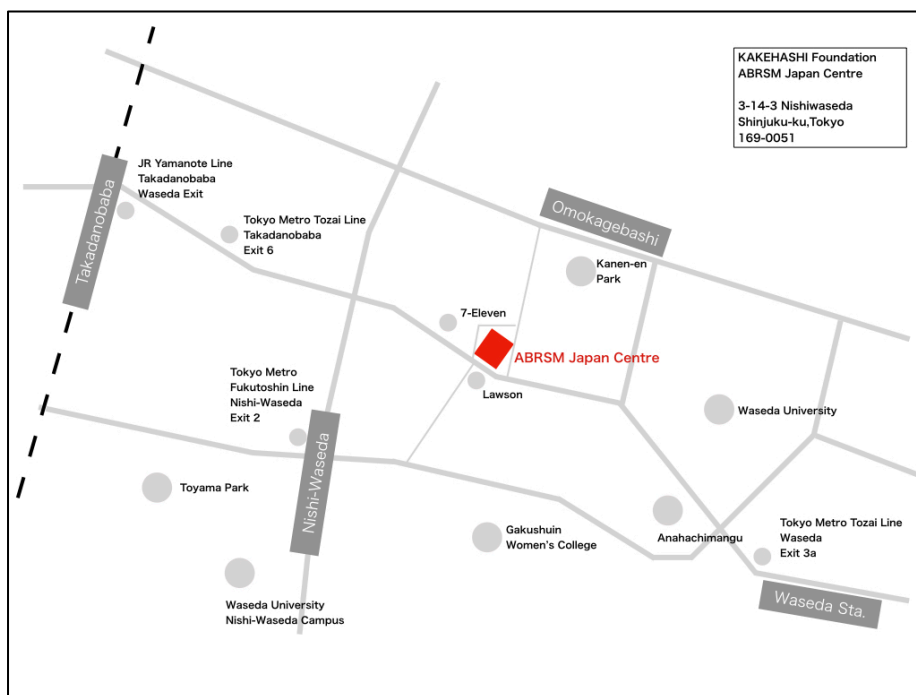 KAKEHASHI Foundation
ABRSM Japan Centre
3-14-3 Nishiwaseda
Shinjuku-ku,Tokyo
169-0051
JR Yamanote Line
Takadanobaba
Waseda Exit
Takadanobaba
Tokyo Metro Tozai Line
Takadanobaba
Exit 6
Omokagebashi
Kanen-en
Park
7-Eleven
ABRSM Japan Centre
Lawson
Tokyo Metro
Fukutoshin Line
Nishi-Waseda
Exit 2
Nishi-Waseda
Waseda University
Toyama Park
Gakushuin
Women's College
Anahachimangu
Tokyo Metro Tozai Line
Waseda
Exit 3a
Waseda Sta.
Waseda University
Nishi-Waseda Campus